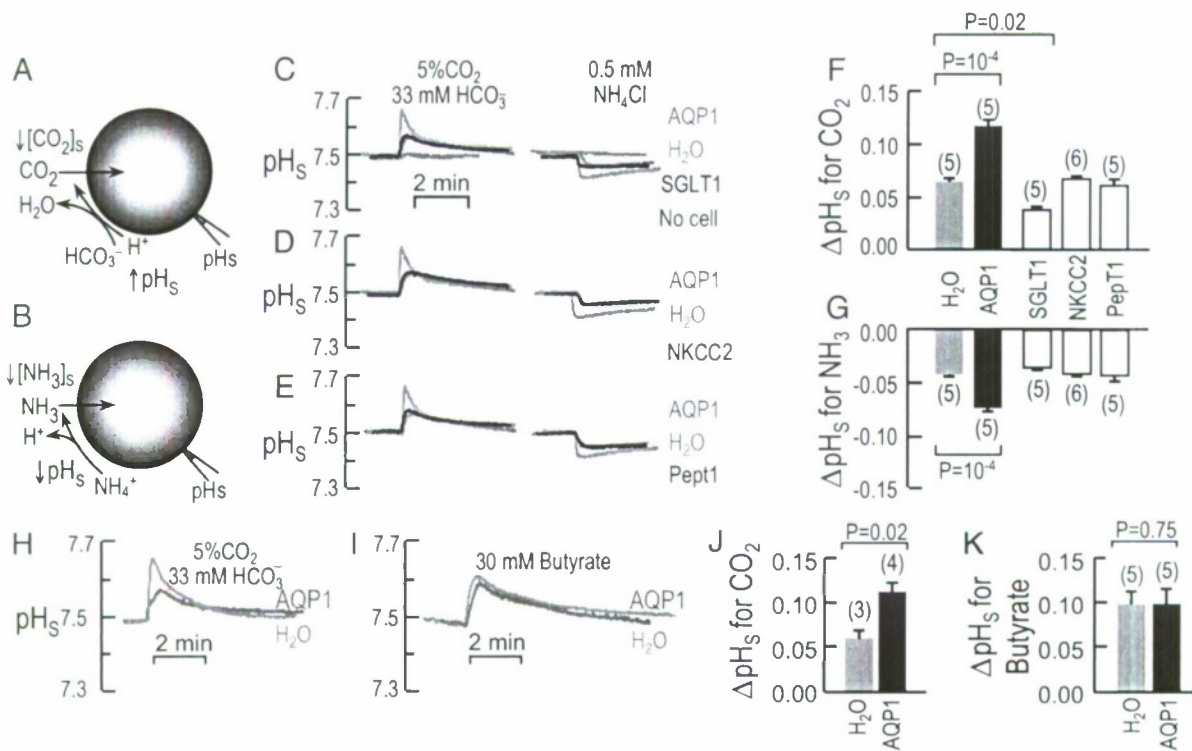 A
↓[CO₂]ₛ
CO₂
H₂O
HCO₃⁻
H⁺
↑pHₛ
pHs
B
↓[NH₃]ₛ
NH₃
H⁺
↓pHₛ
NH₄⁺
pHs
C
5%CO₂
33 mM HCO₃⁻
0.5 mM
NH₄Cl
7.7
pHₛ 7.5
7.3
2 min
AQP1
H₂O
SGLT1
No cell
D
7.7
pHₛ 7.5
7.3
AQP1
H₂O
NKCC2
E
7.7
pHₛ 7.5
7.3
AQP1
H₂O
Pept1
F
P=0.02
P=10⁻⁴
ΔpHₛ for CO₂
0.15
0.10
0.05
0.00
(5)
(5)
(5)
(6)
(5)
H₂O
AQP1
SGLT1
NKCC2
PepT1
G
ΔpHₛ for NH₃
0.00
-0.05
-0.10
-0.15
(5)
(5)
(5)
(6)
(5)
P=10⁻⁴
H
7.7
pHₛ 7.5
7.3
5%CO₂
33 mM HCO₃⁻
AQP1
H₂O
2 min
I
7.7
7.5
7.3
30 mM Butyrate
AQP1
H₂O
2 min
J
P=0.02
ΔpHₛ for CO₂
0.15
0.10
0.05
0.00
(3)
(4)
H₂O
AQP1
K
P=0.75
ΔpHₛ for
Butyrate
0.15
0.10
0.05
0.00
(5)
(5)
H₂O
AQP1